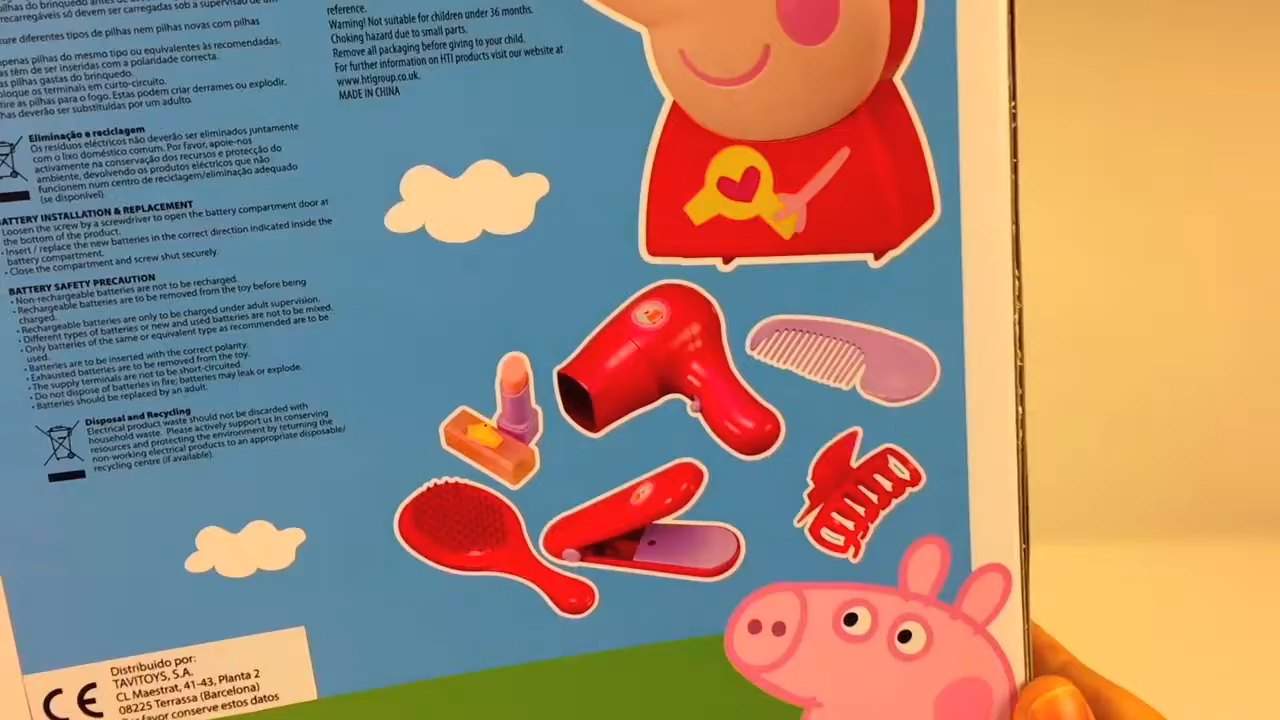 recarregáveis só devem ser carregadas sob a supervisão de um
diferentes tipos de pilhas nem pilhas novas com pilhas
apenas pilhas do mesmo tipo ou equivalentes às recomendadas.
têm de ser inseridas com a polaridade correcta.
pilhas gastas do brinquedo.
os terminais em curto-circuito.
as pilhas para o fogo. Estas podem criar derrames ou explodir.
deverão ser substituídas por um adulto.
Eliminação e reciclagem
Os resíduos eléctricos não deverão ser eliminados juntamente
com o lixo doméstico comum. Por favor, apoie-nos
activamente na conservação dos recursos e protecção do
ambiente, devolvendo os produtos eléctricos que não
funcionem num centro de reciclagem/eliminação adequado
(se disponível)
BATTERY INSTALLATION & REPLACEMENT
Loosen the screw by a screwdriver to open the battery compartment door at
the bottom of the product.
• Insert / replace the new batteries in the correct direction indicated inside the
battery compartment.
• Close the compartment and screw shut securely.
BATTERY SAFETY PRECAUTION
• Non-rechargeable batteries are not to be recharged.
• Rechargeable batteries are to be removed from the toy before being
charged.
• Rechargeable batteries are only to be charged under adult supervision.
• Different types of batteries or new and used batteries are not to be mixed.
• Only batteries of the same or equivalent type as recommended are to be
used.
• Batteries are to be inserted with the correct polarity.
• Exhausted batteries are to be removed from the toy.
• The supply terminals are not to be short-circuited.
• Do not dispose of batteries in fire; batteries may leak or explode.
• Batteries should be replaced by an adult.
Disposal and Recycling
Electrical product waste should not be discarded with
household waste. Please actively support us in conserving
resources and protecting the environment by returning the
non-working electrical products to an appropriate disposable/
recycling centre (if available).
reference.
Warning! Not suitable for children under 36 months.
Choking hazard due to small parts.
Remove all packaging before giving to your child.
For further information on HTI products visit our website at
www.htigroup.co.uk.
MADE IN CHINA
CE
Distribuido por:
TAVITOYS, S.A.
CL Maestrat, 41-43, Planta 2
08225 Terrassa (Barcelona)
Por favor conserve estos datos